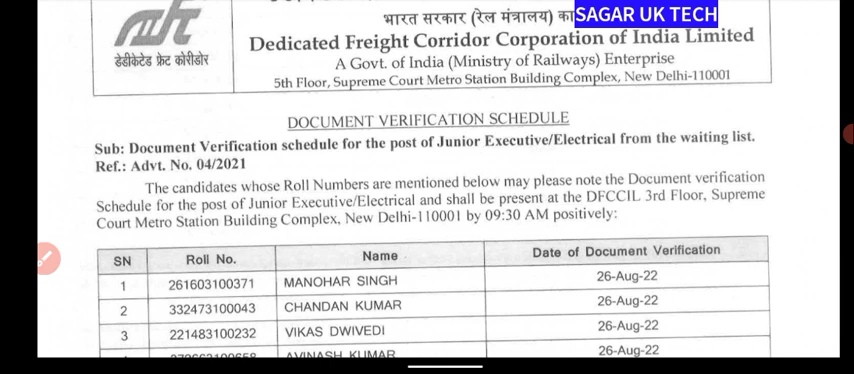 भारत सरकार (रेल मंत्रालय) का
SAGAR UK TECH
Dedicated Freight Corridor Corporation of India Limited
डेडीकेटेड फ्रेट कोरीडोर
A Govt. of India (Ministry of Railways) Enterprise
5th Floor, Supreme Court Metro Station Building Complex, New Delhi-110001
DOCUMENT VERIFICATION SCHEDULE
Sub: Document Verification schedule for the post of Junior Executive/Electrical from the waiting list.
Ref.: Advt. No. 04/2021
The candidates whose Roll Numbers are mentioned below may please note the Document verification
Schedule for the post of Junior Executive/Electrical and shall be present at the DFCCIL 3rd Floor, Supreme
Court Metro Station Building Complex, New Delhi-110001 by 09:30 AM positively:
SN Roll No. Name Date of Document Verification
1 261603100371 MANOHAR SINGH 26-Aug-22
2 332473100043 CHANDAN KUMAR 26-Aug-22
3 221483100232 VIKAS DWIVEDI 26-Aug-22
AVINASH KUMAR 26-Aug-22